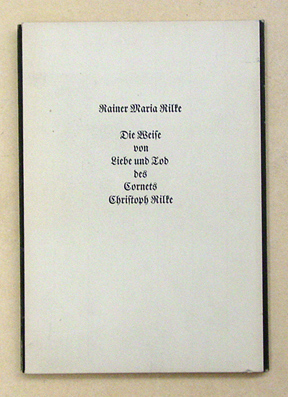 Rainer Maria Rilke
Die Weiſe
von
Liebe und Tod
des
Cornets
Chriſtoph Rilke